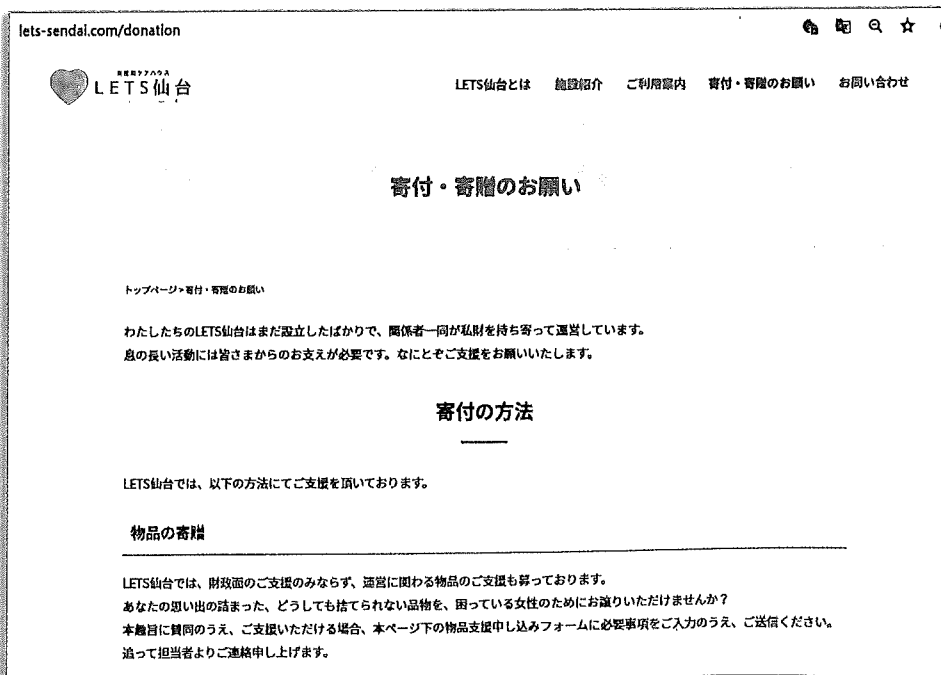 lets-sendai.com/donation
LETS仙台
LETS仙台とは 施設紹介 ご利用案内 寄付・寄贈のお願い お問い合わせ
寄付・寄贈のお願い
トップページ>寄付・寄贈のお願い
わたしたちのLETS仙台はまだ設立したばかりで、関係者一同が私財を持ち寄って運営しています。
息の長い活動には皆さまからのお支えが必要です。なにとぞご支援をお願いいたします。
寄付の方法
LETS仙台では、以下の方法にてご支援を頂いております。
物品の寄贈
LETS仙台では、財政面のご支援のみならず、運営に関わる物品のご支援も募っております。
あなたの思い出の詰まった、どうしても捨てられない品物を、困っている女性のためにお譲りいただけませんか？
本趣旨に賛同のうえ、ご支援いただける場合、本ページ下の物品支援申し込みフォームに必要事項をご入力のうえ、ご送信ください。
追って担当者よりご連絡申し上げます。